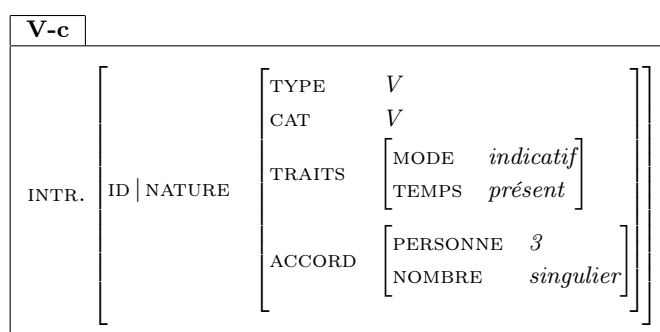 V-c
TYPE V
CAT V
TRAITS MODE indicatif
TEMPS présent
INTR. ID | NATURE
ACCORD PERSONNE 3
NOMBRE singulier